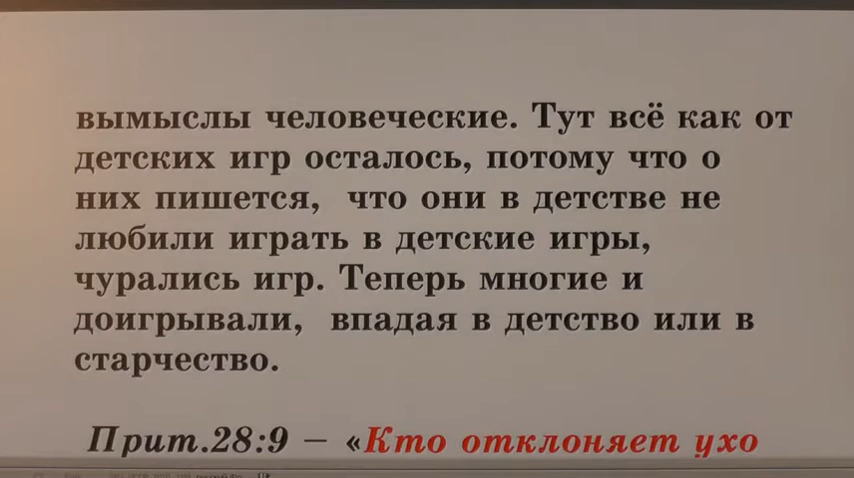 вымыслы человеческие. Тут всё как от
детских игр осталось, потому что о
них пишется, что они в детстве не
любили играть в детские игры,
чурались игр. Теперь многие и
доигрывали, впадая в детство или в
старчество.
Прит.28:9 – «Кто отклоняет ухо